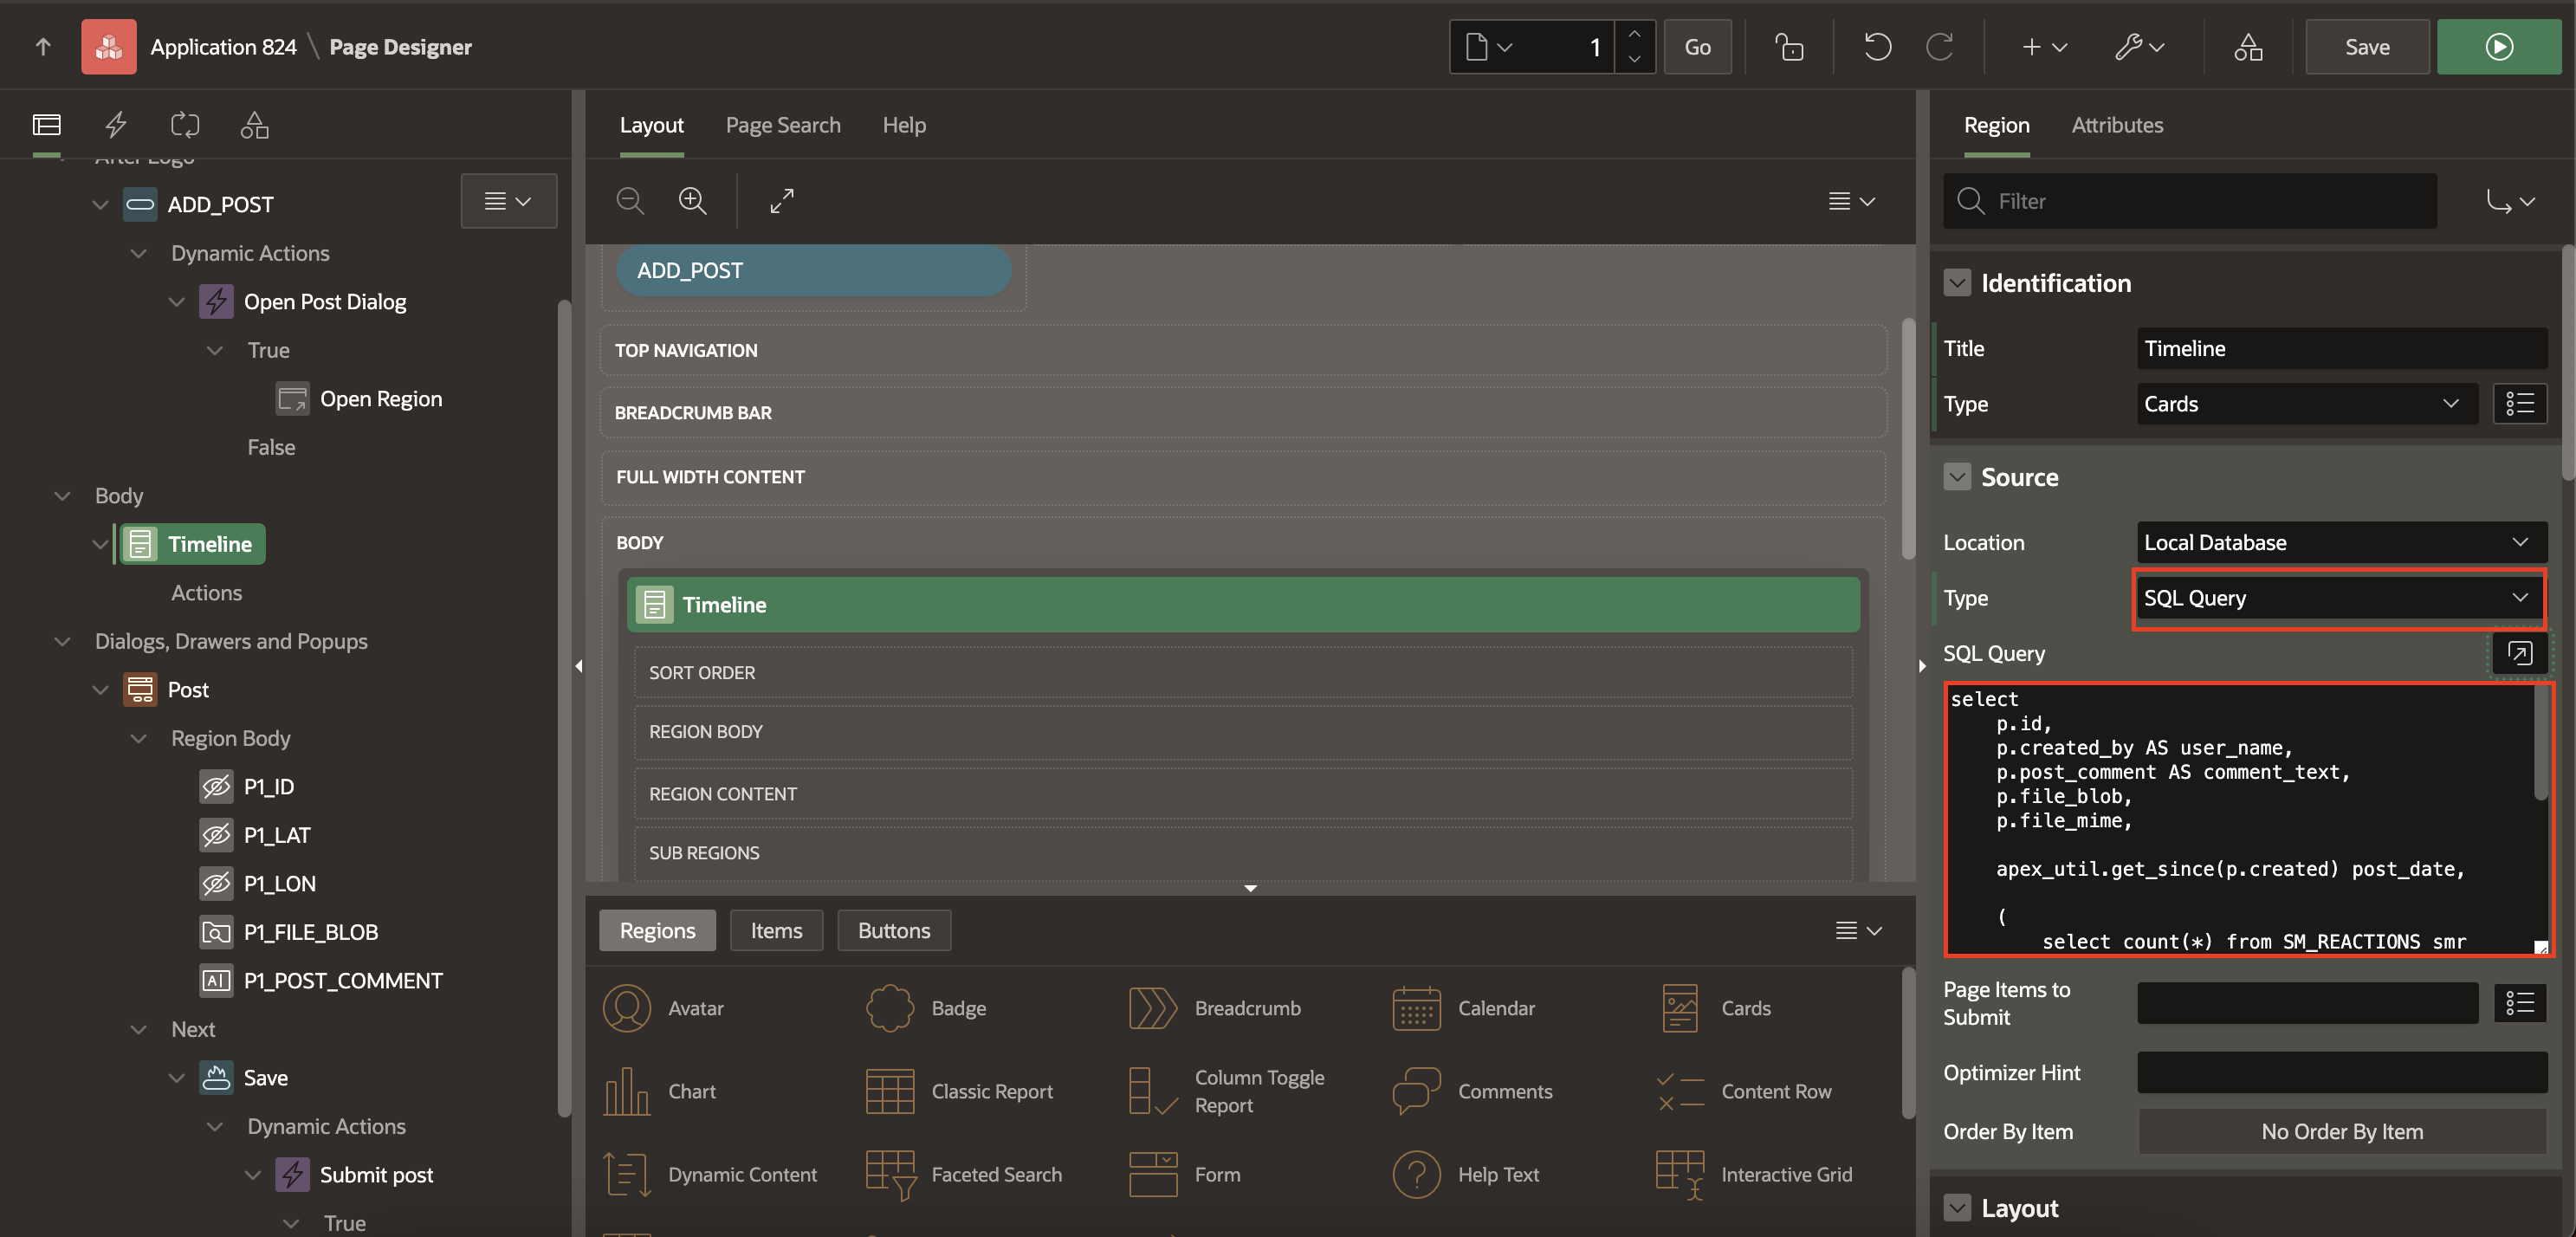 Application 824 \ Page Designer
1
Go
Save
After Logo
ADD_POST
Dynamic Actions
Open Post Dialog
True
Open Region
False
Body
Timeline
Actions
Dialogs, Drawers and Popups
Post
Region Body
P1_ID
P1_LAT
P1_LON
P1_FILE_BLOB
P1_POST_COMMENT
Next
Save
Dynamic Actions
Submit post
True
Layout
Page Search
Help
ADD_POST
TOP NAVIGATION
BREADCRUMB BAR
FULL WIDTH CONTENT
BODY
Timeline
SORT ORDER
REGION BODY
REGION CONTENT
SUB REGIONS
Regions
Items
Buttons
Avatar
Badge
Breadcrumb
Calendar
Cards
Chart
Classic Report
Column Toggle
Report
Comments
Content Row
Dynamic Content
Faceted Search
Form
Help Text
Interactive Grid
Region
Attributes
Filter
Identification
Title
Timeline
Type
Cards
Source
Location
Local Database
Type
SQL Query
SQL Query
select
p.id,
p.created_by AS user_name,
p.post_comment AS comment_text,
p.file_blob,
p.file_mime,
apex_util.get_since(p.created) post_date,
(
select count(*) from SM_REACTIONS smr
Page Items to
Submit
Optimizer Hint
Order By Item
No Order By Item
Layout